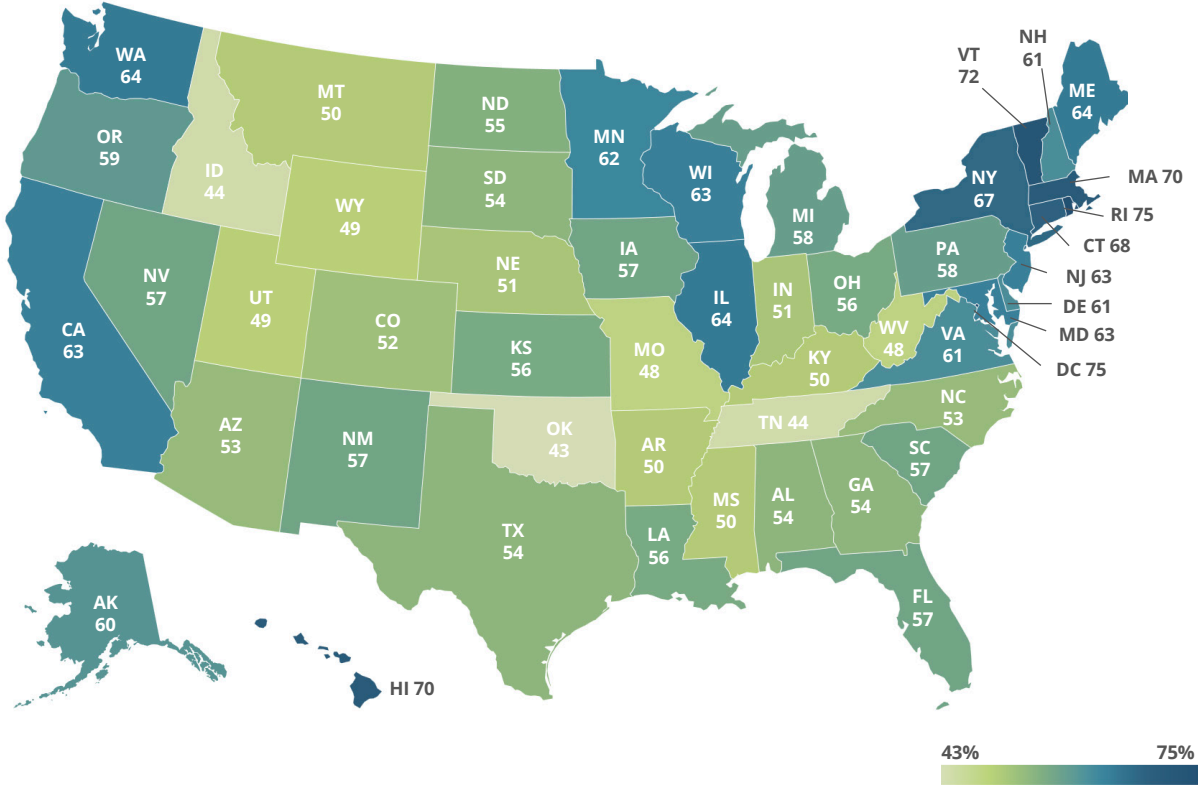 WA
64
OR
59
CA
63
NV
57
ID
44
MT
50
WY
49
UT
49
AZ
53
CO
52
NM
57
ND
55
SD
54
NE
51
KS
56
OK
43
TX
54
MN
62
IA
57
MO
48
AR
50
LA
56
WI
63
IL
64
MS
50
MI
58
IN
51
OH
56
KY
50
TN 44
AL
54
GA
54
FL
57
SC
57
NC
53
VA
61
WV
48
PA
58
NY
67
VT
72
NH
61
ME
64
MA 70
RI 75
CT 68
NJ 63
DE 61
MD 63
DC 75
AK
60
HI 70
43%
75%